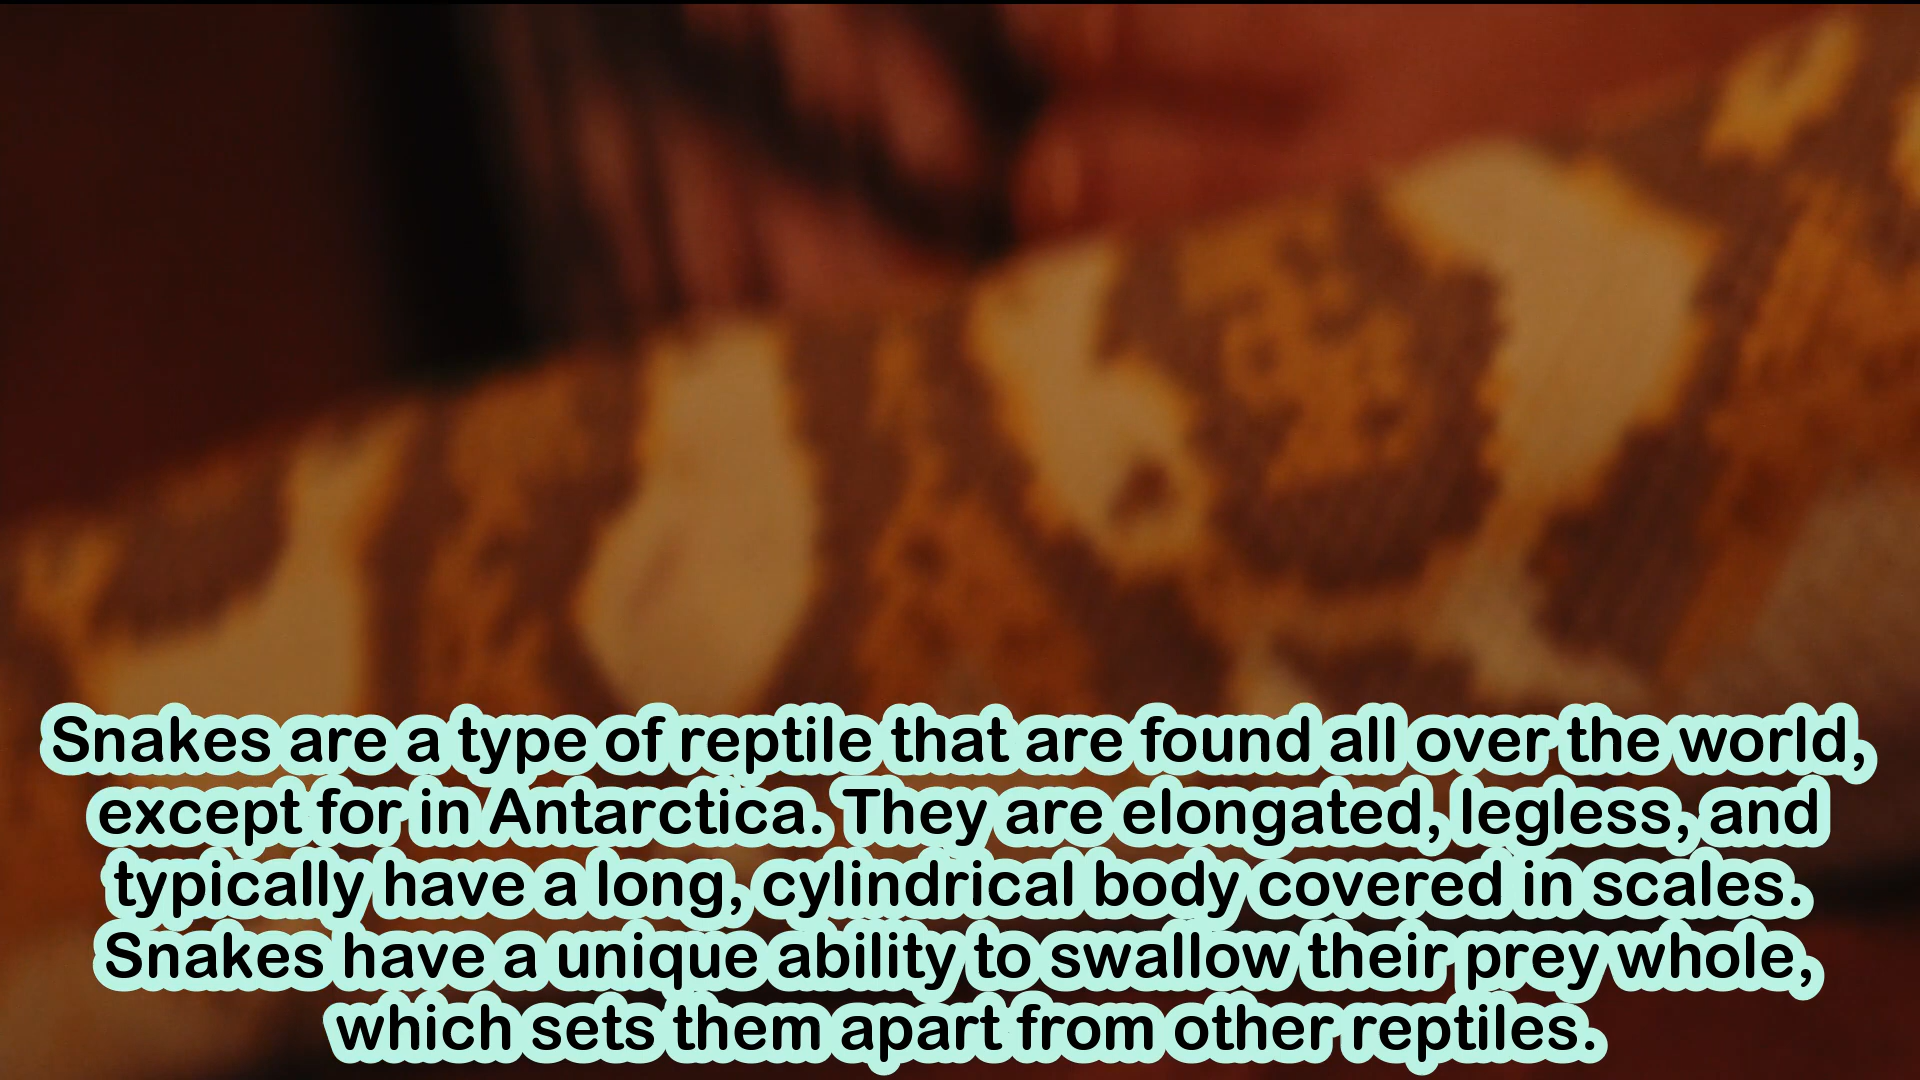 Snakes are a type of reptile that are found all over the world,
except for in Antarctica. They are elongated, legless, and
typically have a long, cylindrical body covered in scales.
Snakes have a unique ability to swallow their prey whole,
which sets them apart from other reptiles.